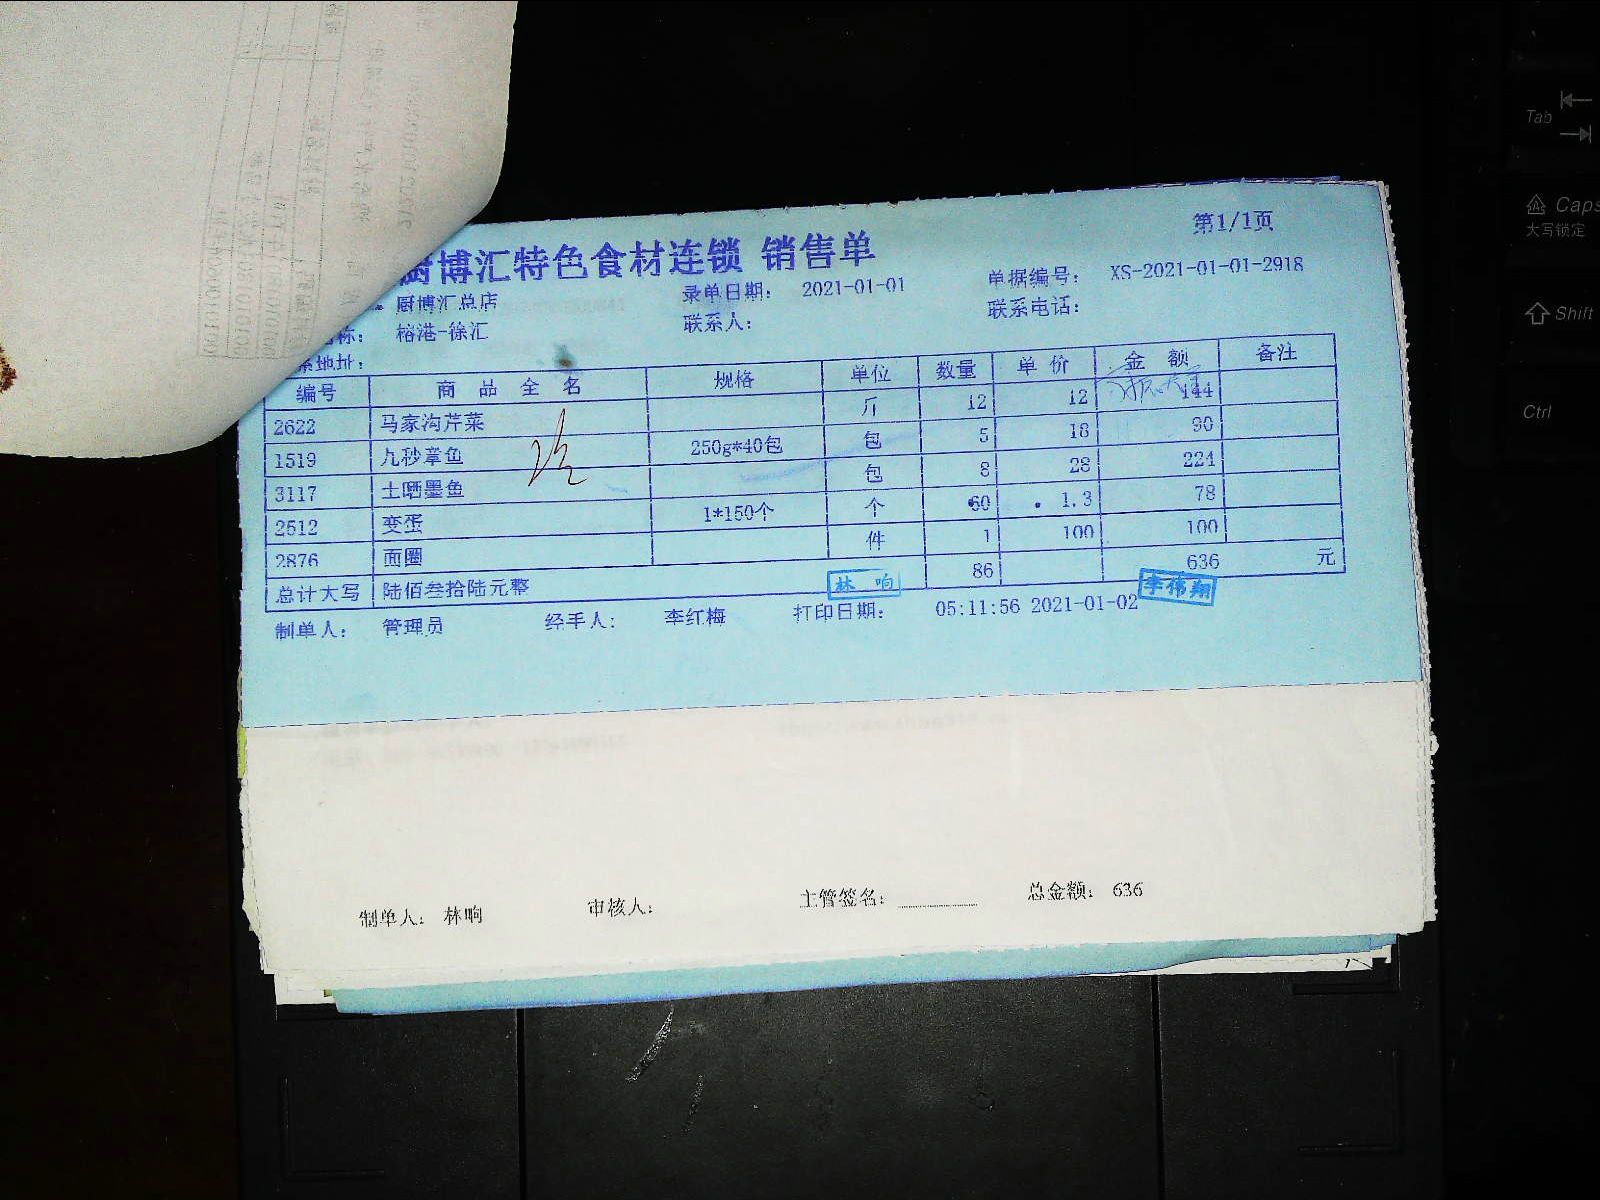 厨博汇特色食材连锁 销售单
第1/1页
厨博汇总店 录单日期: 2021-01-01 单据编号: XS-2021-01-01-2918
称: 榕港-徐汇 联系人: 联系电话:
系地址:
编号 商品全名 规格 单位 数量 单价 金额 备注
2622 马家沟芹菜 斤 12 12 144
1519 九秒章鱼 250g*40包 包 5 18 90
3117 土晒墨鱼 包 8 28 224
2512 变蛋 1*150个 个 60 1.3 78
2876 面圈 件 1 100 100
总计大写 陆佰叁拾陆元整 86 636 元
林响 李伟翔
制单人: 管理员 经手人: 李红梅 打印日期: 05:11:56 2021-01-02
制单人: 林响 审核人: 主管签名: 总金额: 636
Tab
Caps
大写锁定
Shift
Ctrl